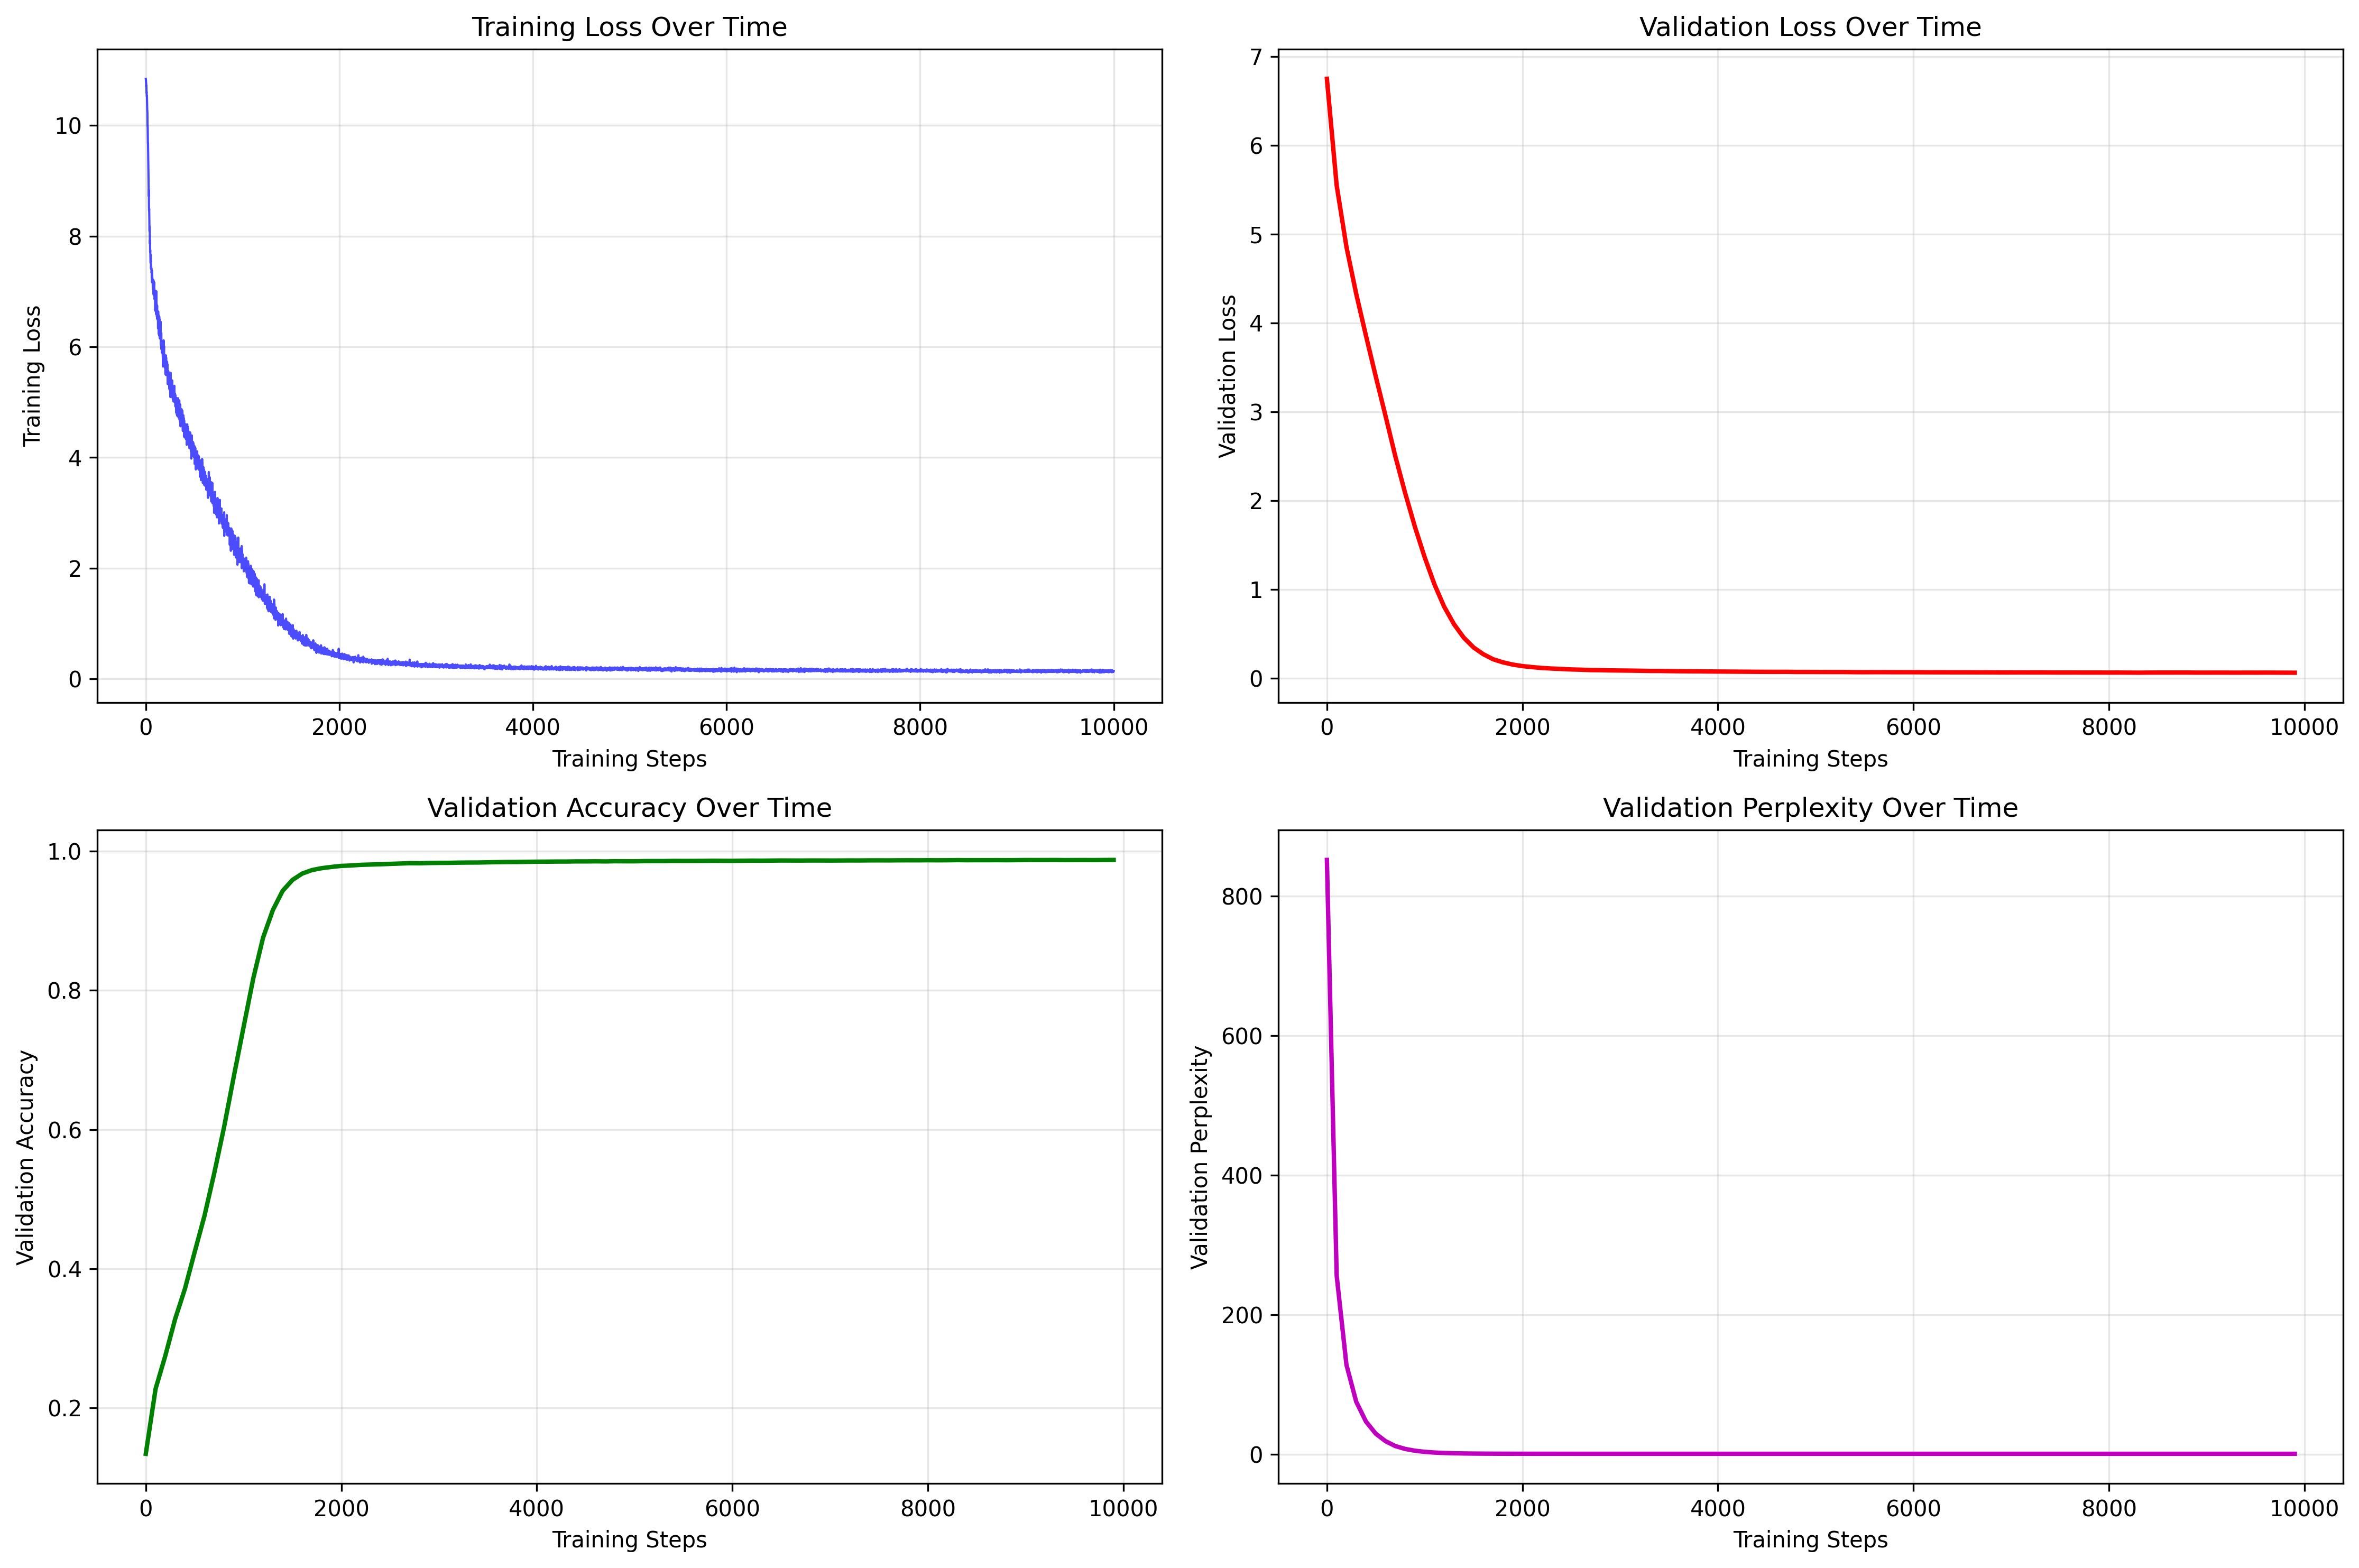 Training Loss Over Time
10
8
6
4
2
0
Training Loss
0 2000 4000 6000 8000 10000
Training Steps
Validation Loss Over Time
7
6
5
4
3
2
1
0
Validation Loss
0 2000 4000 6000 8000 10000
Training Steps
Validation Accuracy Over Time
1.0
0.8
0.6
0.4
0.2
Validation Accuracy
0 2000 4000 6000 8000 10000
Training Steps
Validation Perplexity Over Time
800
600
400
200
0
Validation Perplexity
0 2000 4000 6000 8000 10000
Training Steps